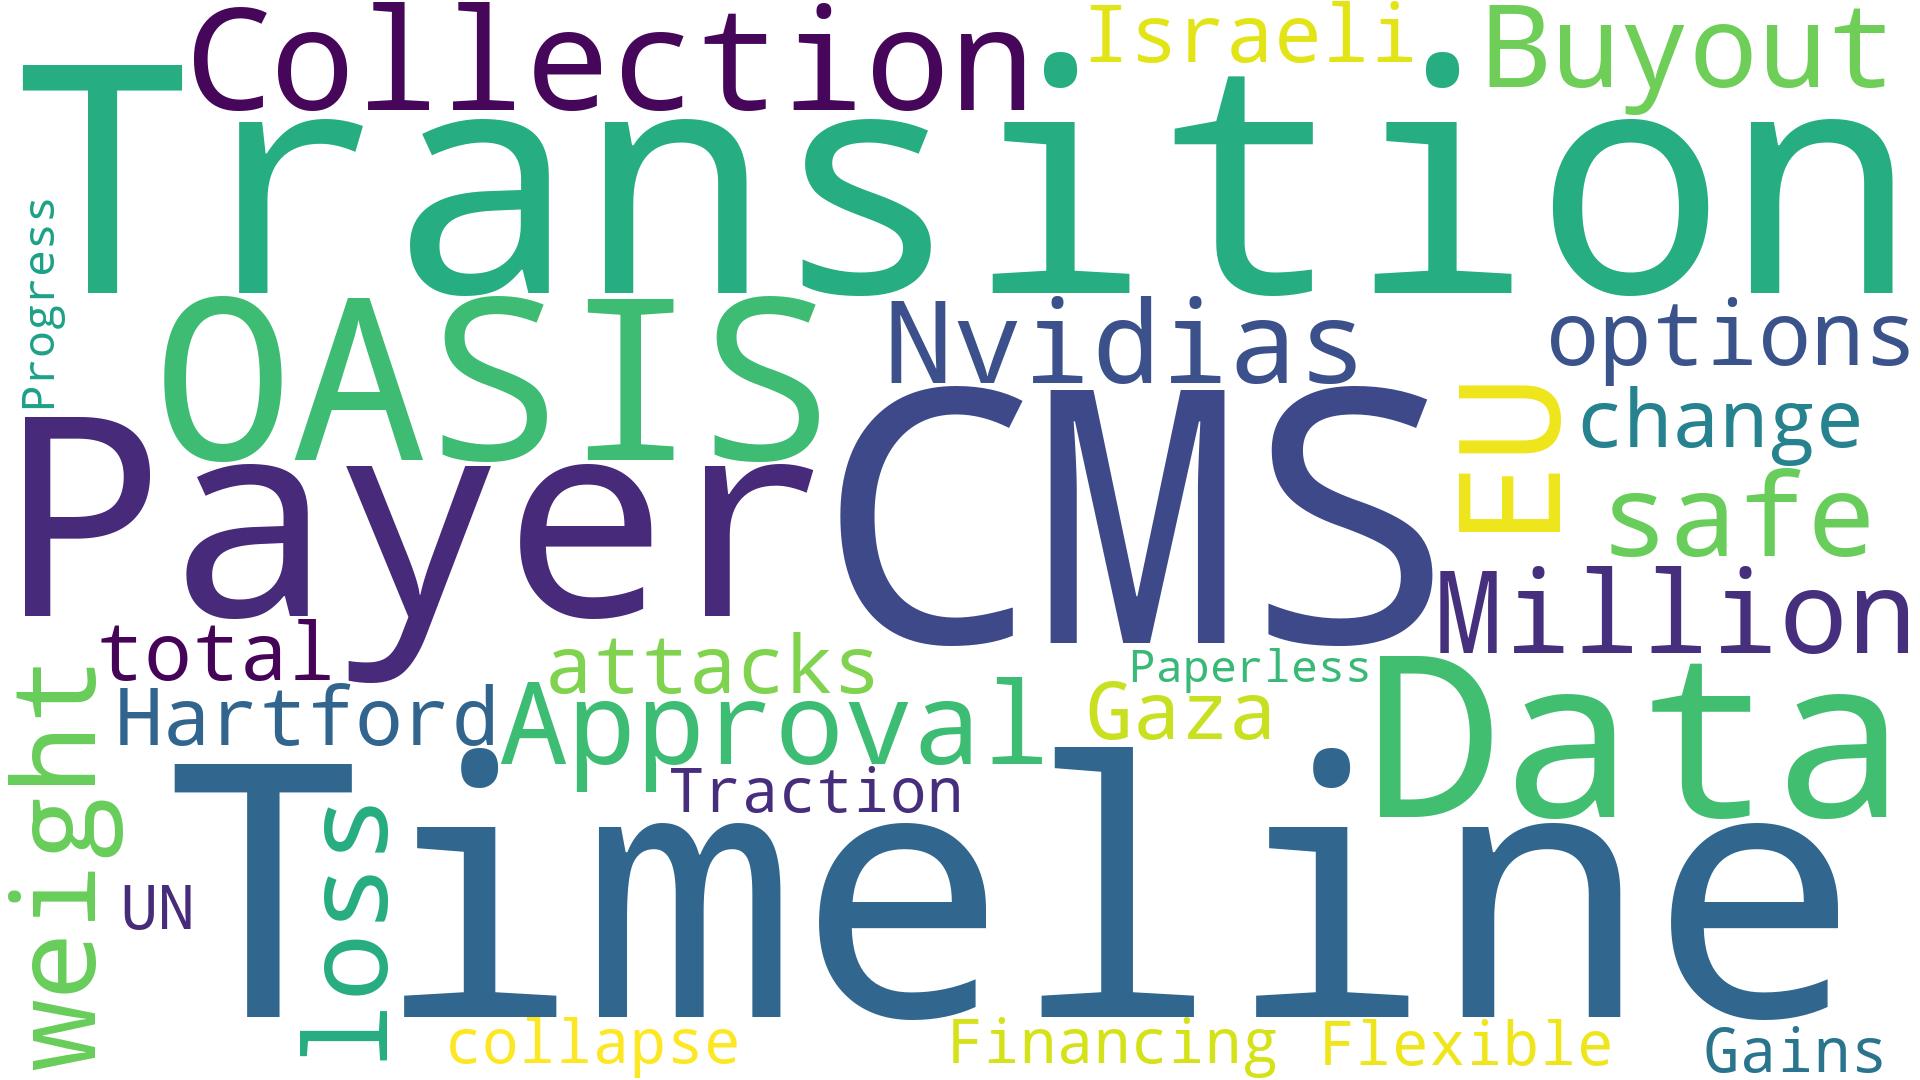 Collection
Israeli
Buyout
Transition
Progress
OASIS
Nvidias
options
Payer
CMS
EU
change
safe
Million
total
attacks
Paperless
weight
Hartford
Approval
Gaza
Data
Traction
Timeline
loss
UN
collapse
Financing
Flexible
Gains